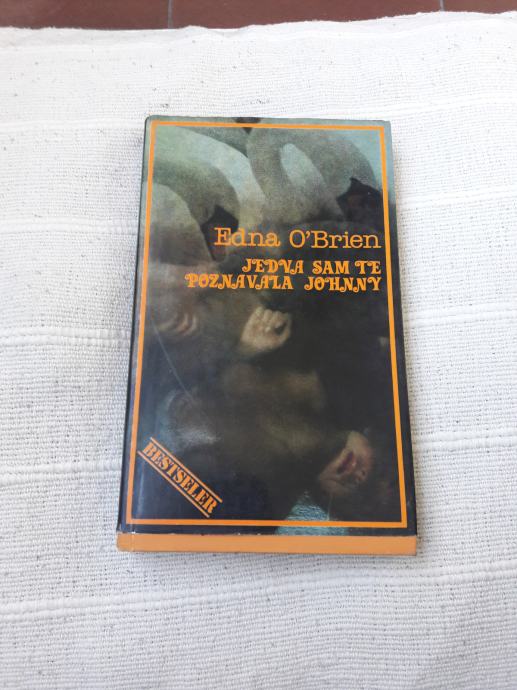 Edna O'Brien
JEDVA SAM TE
POZNAVALA JOHNNY
BESTSELER